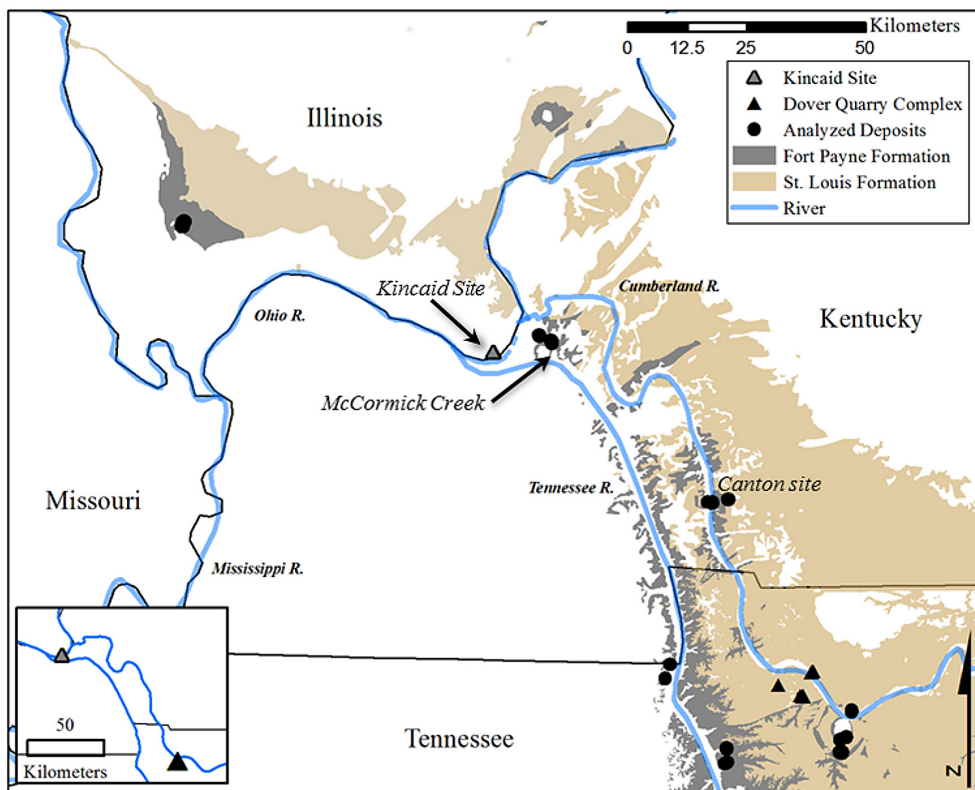 Kilometers
0 12.5 25 50
Kincaid Site
Dover Quarry Complex
Analyzed Deposits
Fort Payne Formation
St. Louis Formation
River
Illinois
Kincaid Site
Cumberland R.
Ohio R.
Kentucky
McCormick Creek
Tennessee R.
Canton site
Missouri
Mississippi R.
50
Kilometers
Tennessee
N